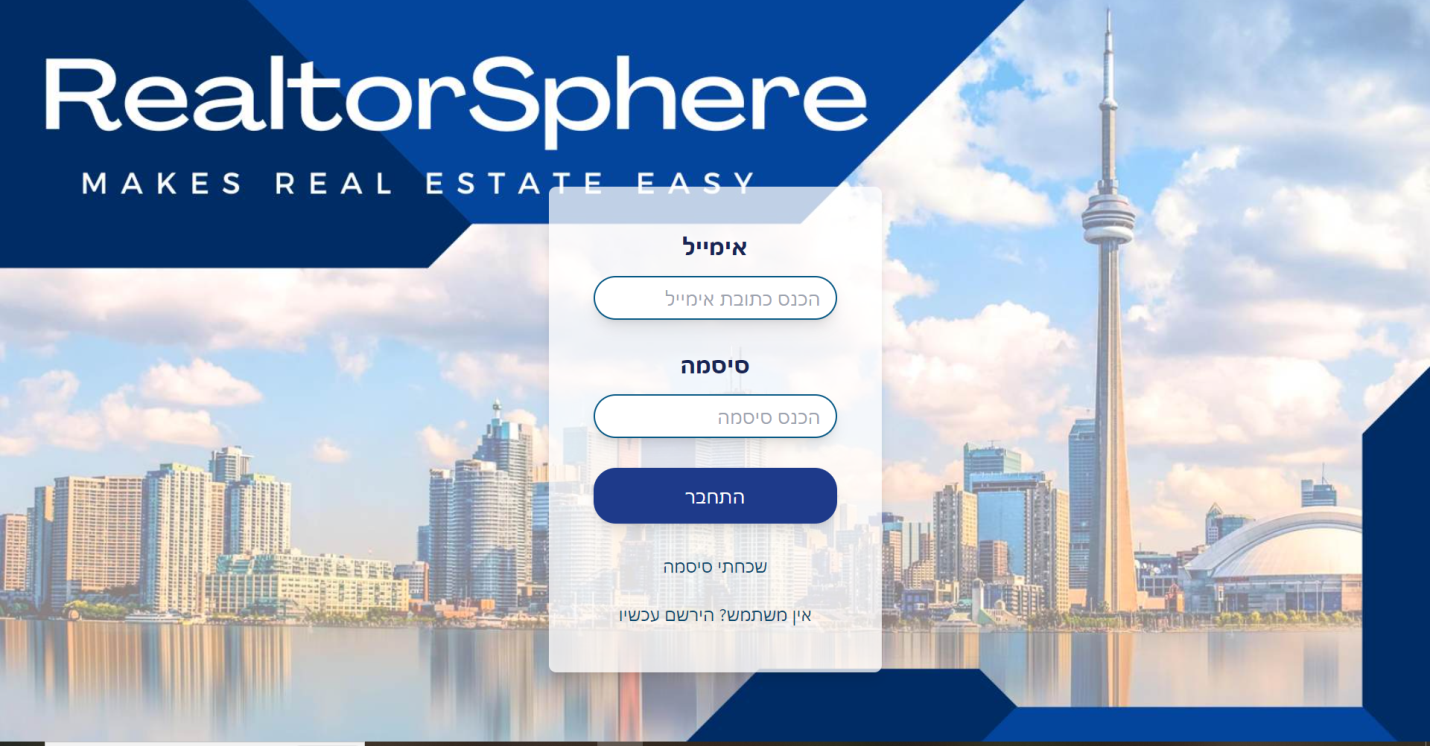 RealtorSphere
MAKES REAL ESTATE EASY
אימייל
הכנס כתובת אימייל
סיסמה
הכנס סיסמה
התחבר
שכחתי סיסמה
אין משתמש? הירשם עכשיו